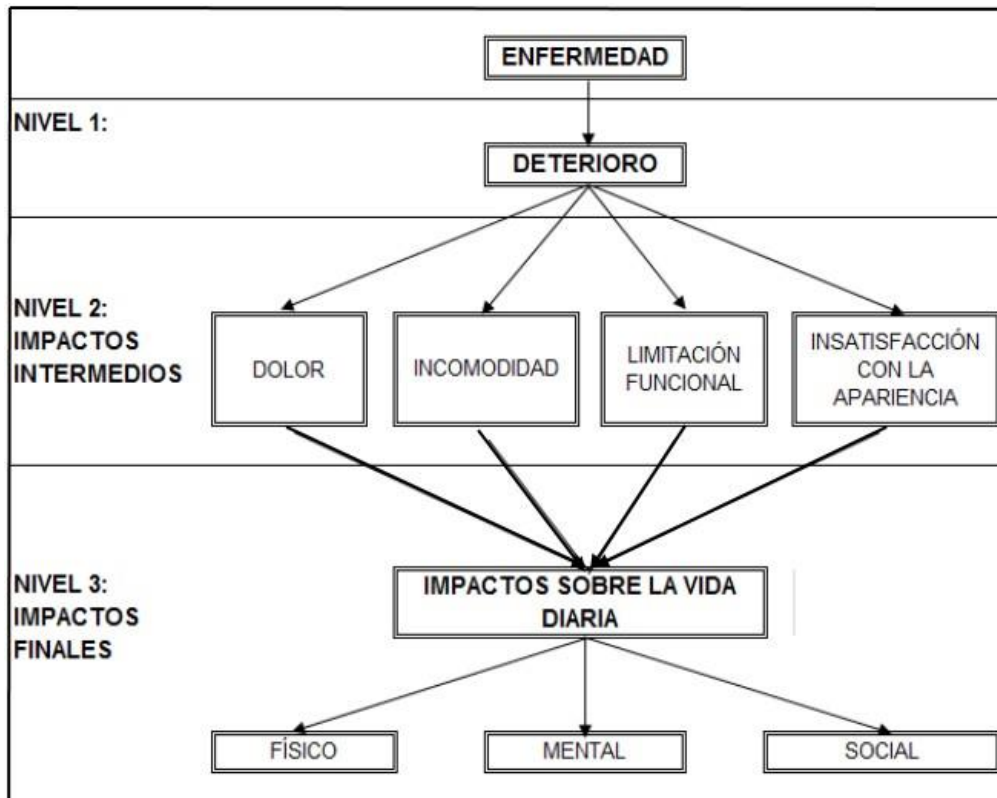 ENFERMEDAD
NIVEL 1:
DETERIORO
NIVEL 2:
IMPACTOS
INTERMEDIOS
DOLOR
INCOMODIDAD
LIMITACIÓN
FUNCIONAL
INSATISFACCIÓN
CON LA
APARIENCIA
NIVEL 3:
IMPACTOS
FINALES
IMPACTOS SOBRE LA VIDA
DIARIA
FÍSICO
MENTAL
SOCIAL